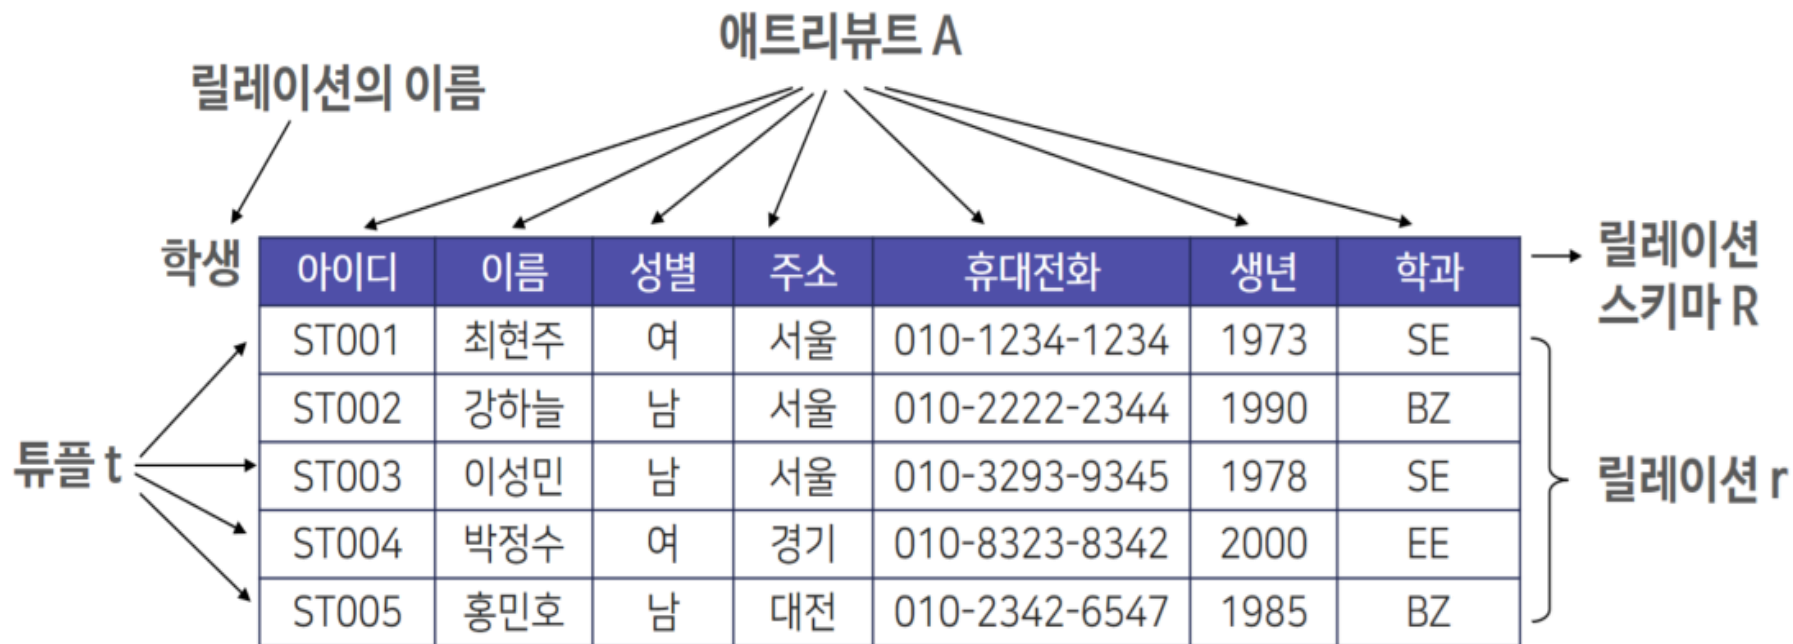 애트리뷰트 A
릴레이션의 이름
학생 아이디 이름 성별 주소 휴대전화 생년 학과
릴레이션
스키마 R
ST001 최현주 여 서울 010-1234-1234 1973 SE
ST002 강하늘 남 서울 010-2222-2344 1990 BZ
튜플 t
ST003 이성민 남 서울 010-3293-9345 1978 SE
릴레이션 r
ST004 박정수 여 경기 010-8323-8342 2000 EE
ST005 홍민호 남 대전 010-2342-6547 1985 BZ